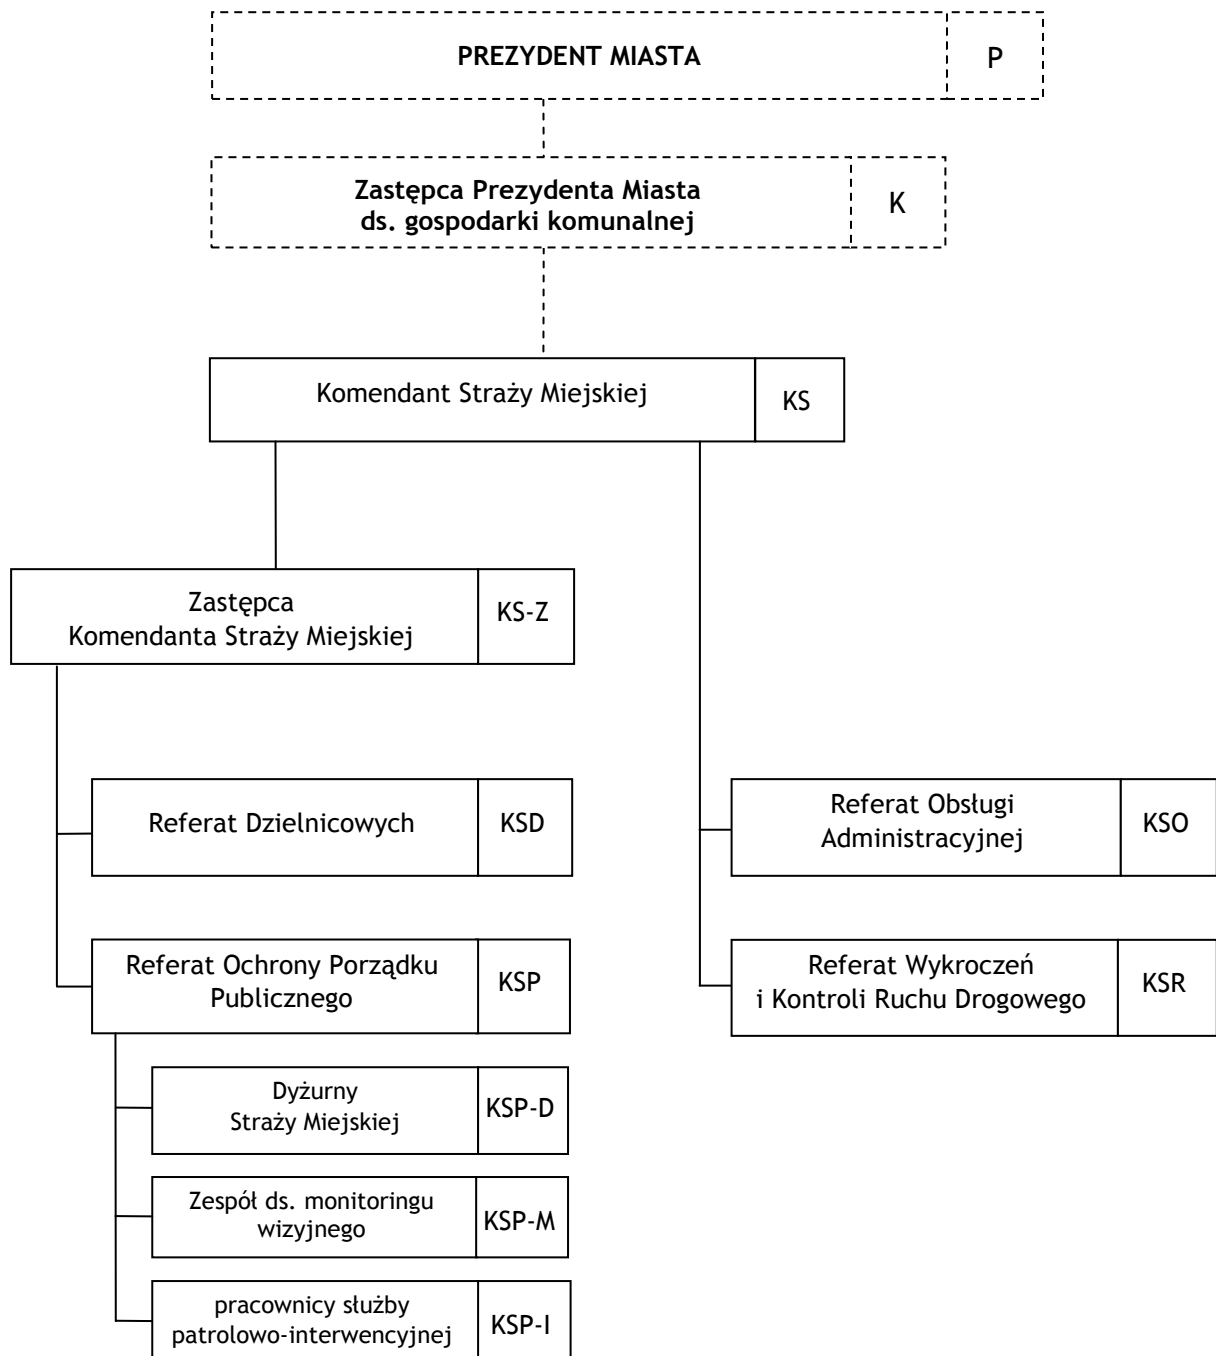 PREZYDENT MIASTA
P
Zastępca Prezydenta Miasta
ds. gospodarki komunalnej
K
Komendant Straży Miejskiej
KS
Zastępca
Komendanta Straży Miejskiej
KS-Z
Referat Dzielnicowych
KSD
Referat Obsługi
Administracyjnej
KSO
Referat Ochrony Porządku
Publicznego
KSP
Referat Wykroczeń
i Kontroli Ruchu Drogowego
KSR
Dyżurny
Straży Miejskiej
KSP-D
Zespół ds. monitoringu
wizyjnego
KSP-M
pracownicy służby
patrolowo-interwencyjnej
KSP-I